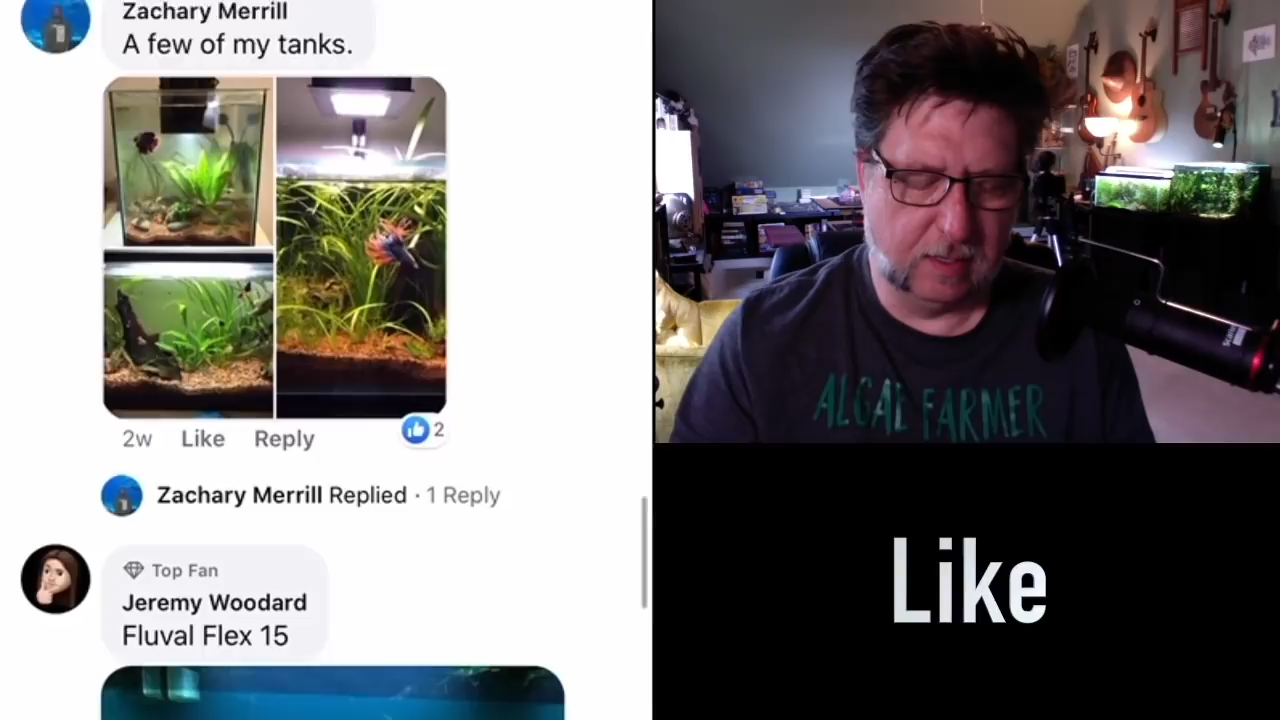 Zachary Merrill
A few of my tanks.
2w Like Reply 2
Zachary Merrill Replied · 1 Reply
Top Fan
Jeremy Woodard
Fluval Flex 15
ALGAL FARMER
Like